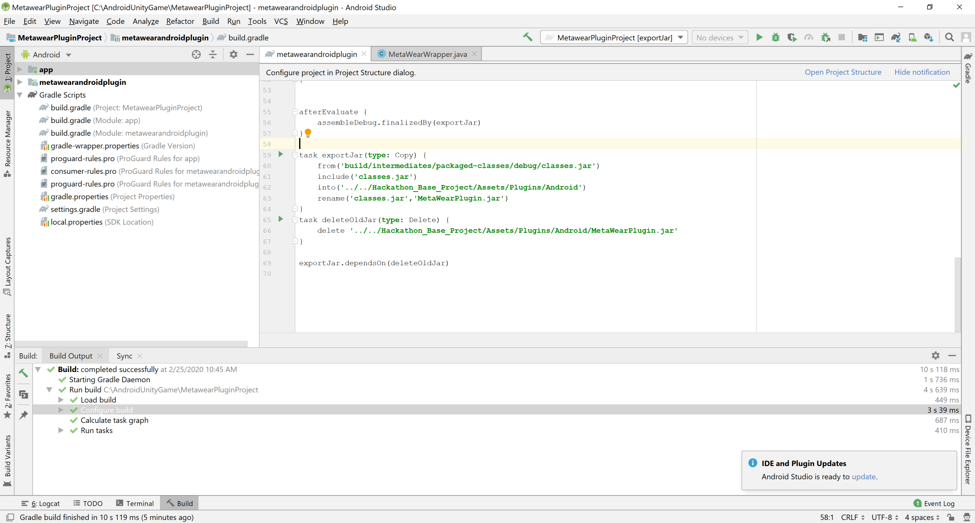 MetawearPluginProject [C:\AndroidUnityGame\MetawearPluginProject] - metawearandroidplugin - Android Studio
File Edit View Navigate Code Analyze Refactor Build Run Tools VCS Window Help
MetawearPluginProject metawearandroidplugin build.gradle
MetawearPluginProject [exportJar] No devices
Android
metawearandroidplugin MetaWearWrapper.java
Configure project in Project Structure dialog. Open Project Structure Hide notification
app
metawearandroidplugin
Gradle Scripts
build.gradle (Project: MetawearPluginProject)
build.gradle (Module: app)
build.gradle (Module: metawearandroidplugin)
gradle-wrapper.properties (Gradle Version)
proguard-rules.pro (ProGuard Rules for app)
consumer-rules.pro (ProGuard Rules for metawearandroidplug
proguard-rules.pro (ProGuard Rules for metawearandroidplug
gradle.properties (Project Properties)
settings.gradle (Project Settings)
local.properties (SDK Location)
53
54
55 afterEvaluate {
56 assembleDebug.finalizedBy(exportJar)
57 }
58
59 task exportJar(type: Copy) {
60 from('build/intermediates/packaged-classes/debug/classes.jar')
61 include('classes.jar')
62 into('../../Hackathon_Base_Project/Assets/Plugins/Android')
63 rename('classes.jar','MetaWearPlugin.jar')
64 }
65 task deleteOldJar(type: Delete) {
66 delete '../../Hackathon_Base_Project/Assets/Plugins/Android/MetaWearPlugin.jar'
67 }
68
69 exportJar.dependsOn(deleteOldJar)
70
1: Project
Resource Manager
Layout Captures
Z: Structure
2: Favorites
Build Variants
Gradle
Device File Explorer
Build: Build Output Sync
Build: completed successfully at 2/25/2020 10:45 AM 10 s 118 ms
Starting Gradle Daemon 1 s 736 ms
Run build C:\AndroidUnityGame\MetawearPluginProject 4 s 639 ms
Load build 449 ms
Configure build 3 s 39 ms
Calculate task graph 687 ms
Run tasks 410 ms
IDE and Plugin Updates
Android Studio is ready to update.
6: Logcat TODO Terminal Build 1 Event Log
Gradle build finished in 10 s 119 ms (5 minutes ago) 58:1 CRLF UTF-8 4 spaces